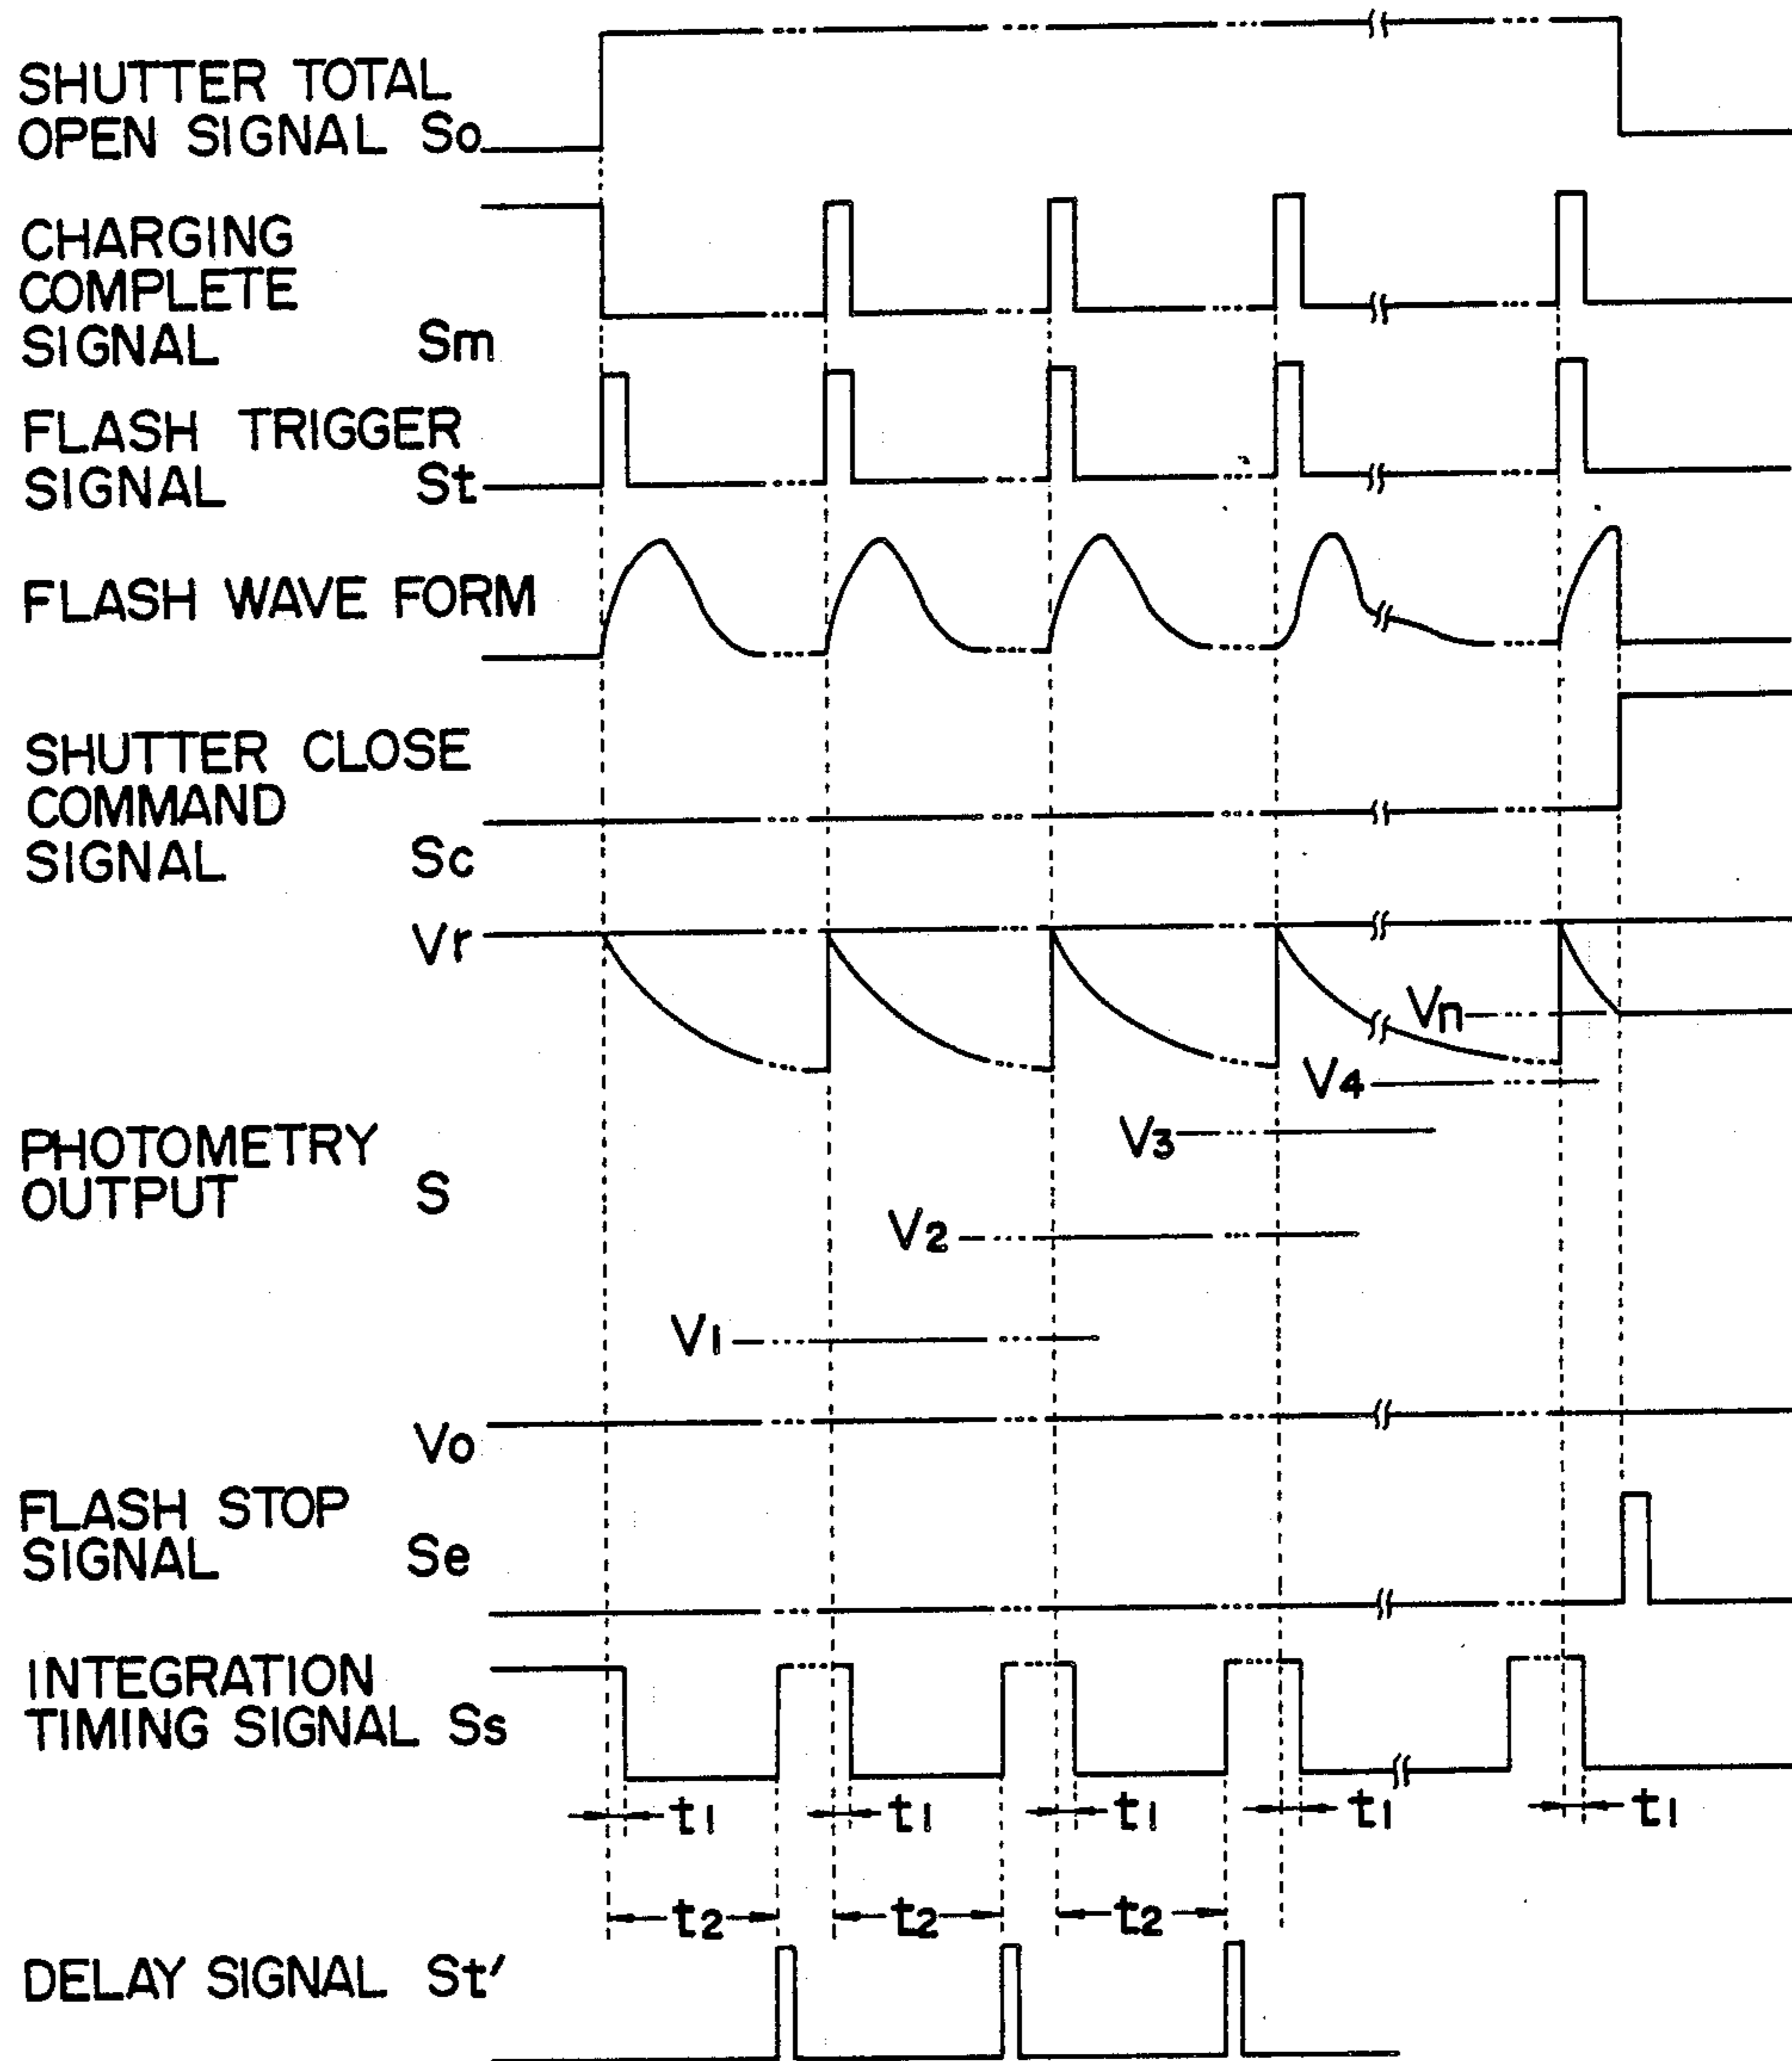 SHUTTER TOTAL
OPEN SIGNAL So
CHARGING
COMPLETE
SIGNAL Sm
FLASH TRIGGER
SIGNAL St
FLASH WAVE FORM
SHUTTER CLOSE
COMMAND
SIGNAL Sc
Vr
Vn
V4
V3
PHOTOMETRY
OUTPUT S
V2
V1
Vo
FLASH STOP
SIGNAL Se
INTEGRATION
TIMING SIGNAL Ss
t1 t1 t1 t1 t1
t2 t2 t2
DELAY SIGNAL St'